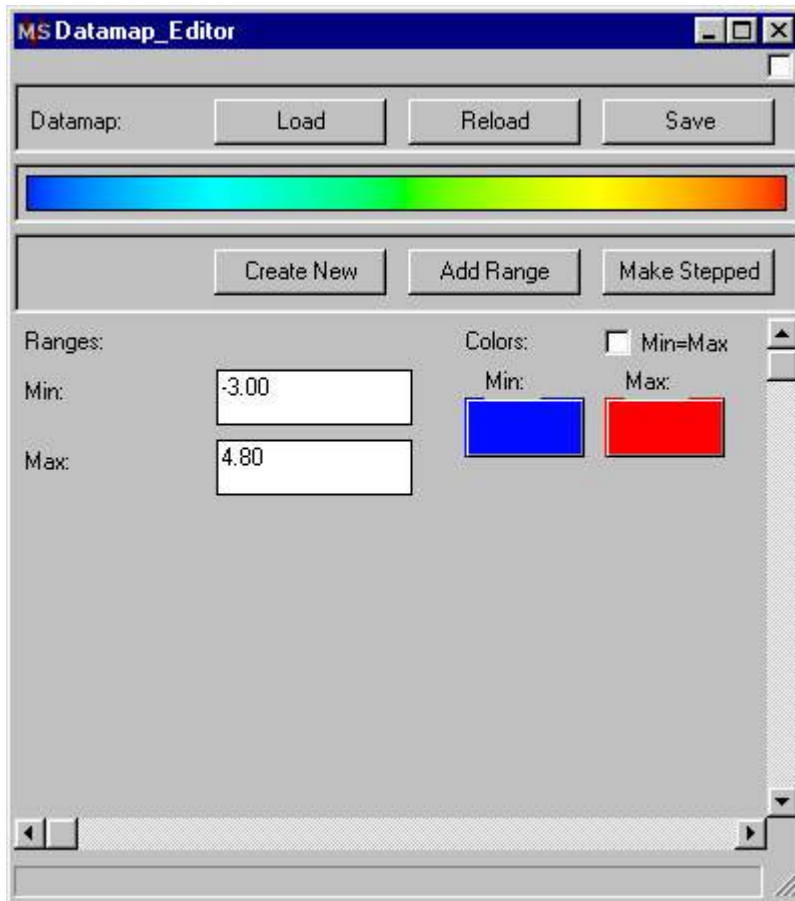 MS Datamap_Editor
Datamap: Load Reload Save
Create New Add Range Make Stepped
Ranges: Colors: Min=Max
Min: -3.00 Min: Max:
Max: 4.80